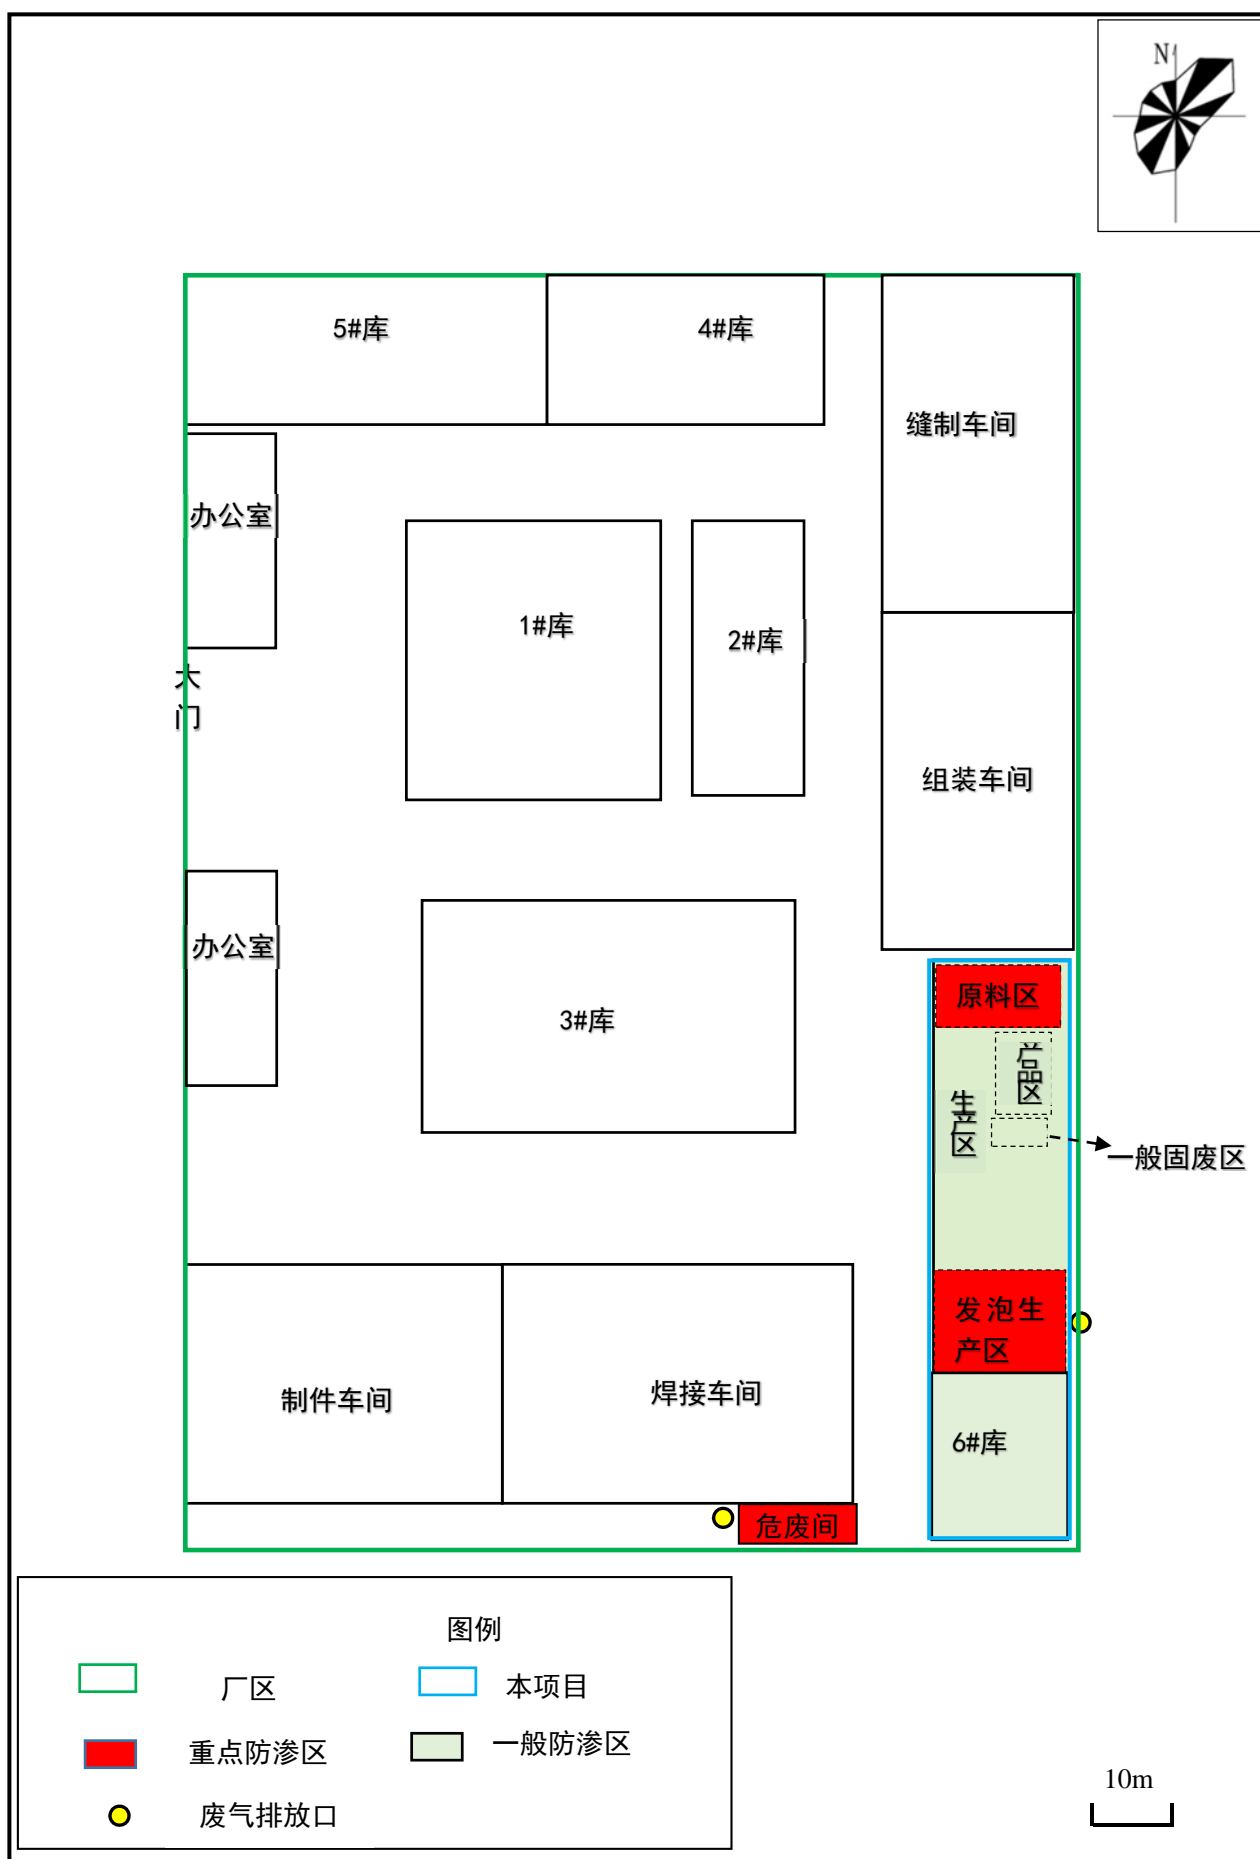 N
5#库
4#库
缝制车间
办公室
1#库
2#库
大
门
组装车间
办公室
3#库
原料区
产品区
生产区
一般固废区
发泡生
产区
制件车间
焊接车间
6#库
危废间
图例
厂区
本项目
重点防渗区
一般防渗区
废气排放口
10m